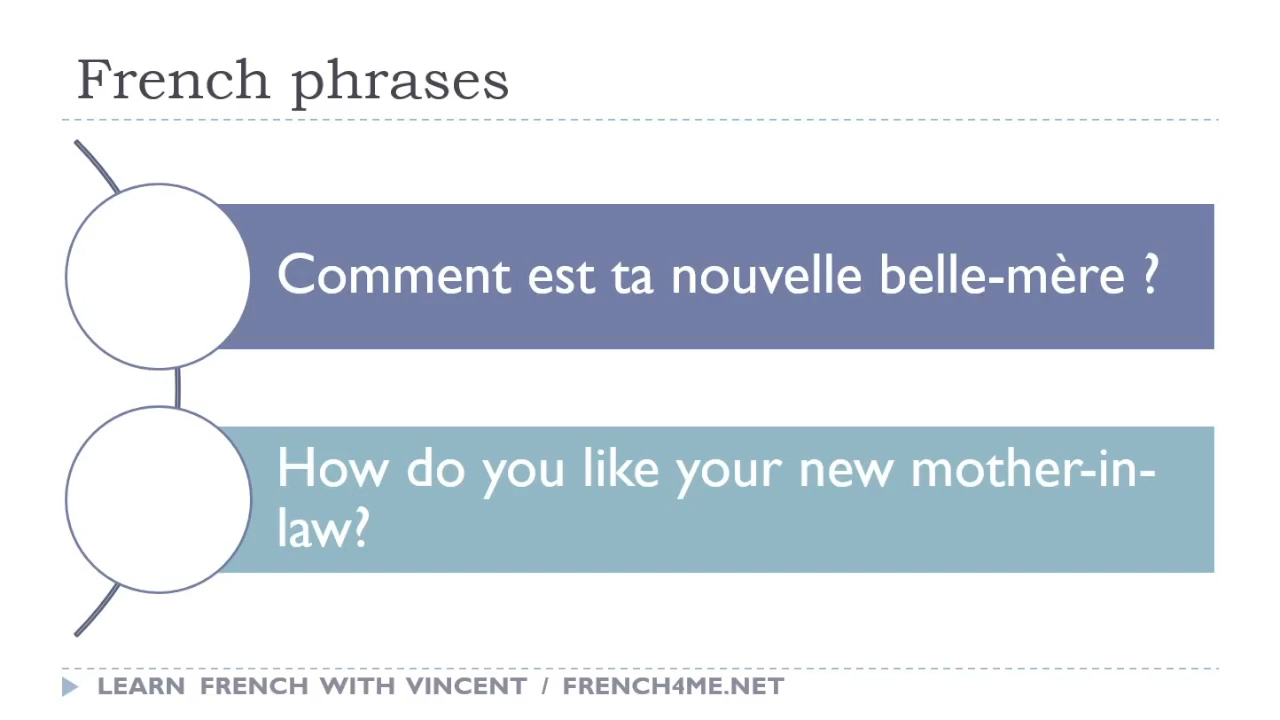 French phrases
Comment est ta nouvelle belle-mère ?
How do you like your new mother-in-
law?
LEARN FRENCH WITH VINCENT / FRENCH4ME.NET